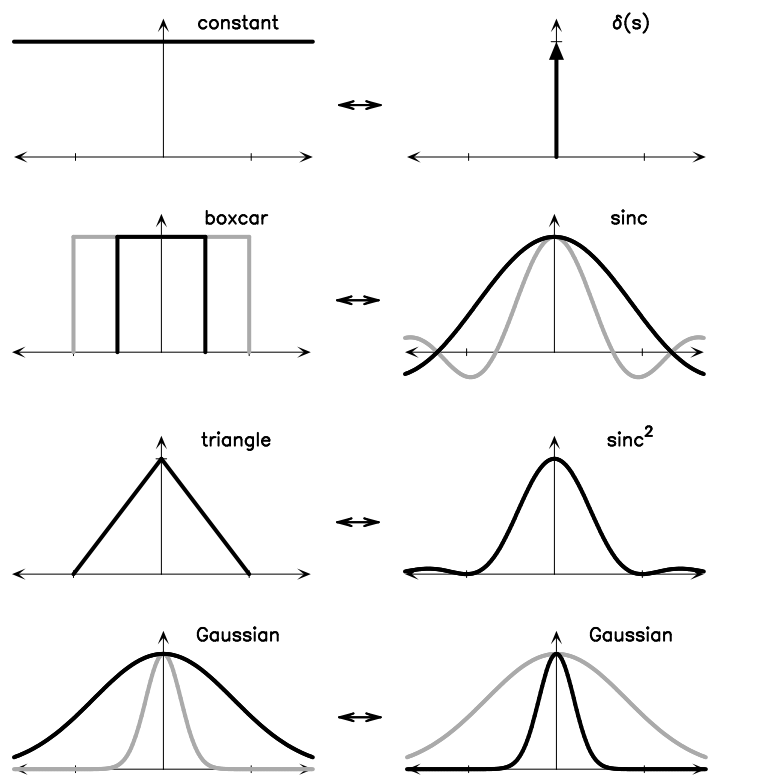 constant
δ(s)
boxcar
sinc
triangle
sinc²
Gaussian
Gaussian